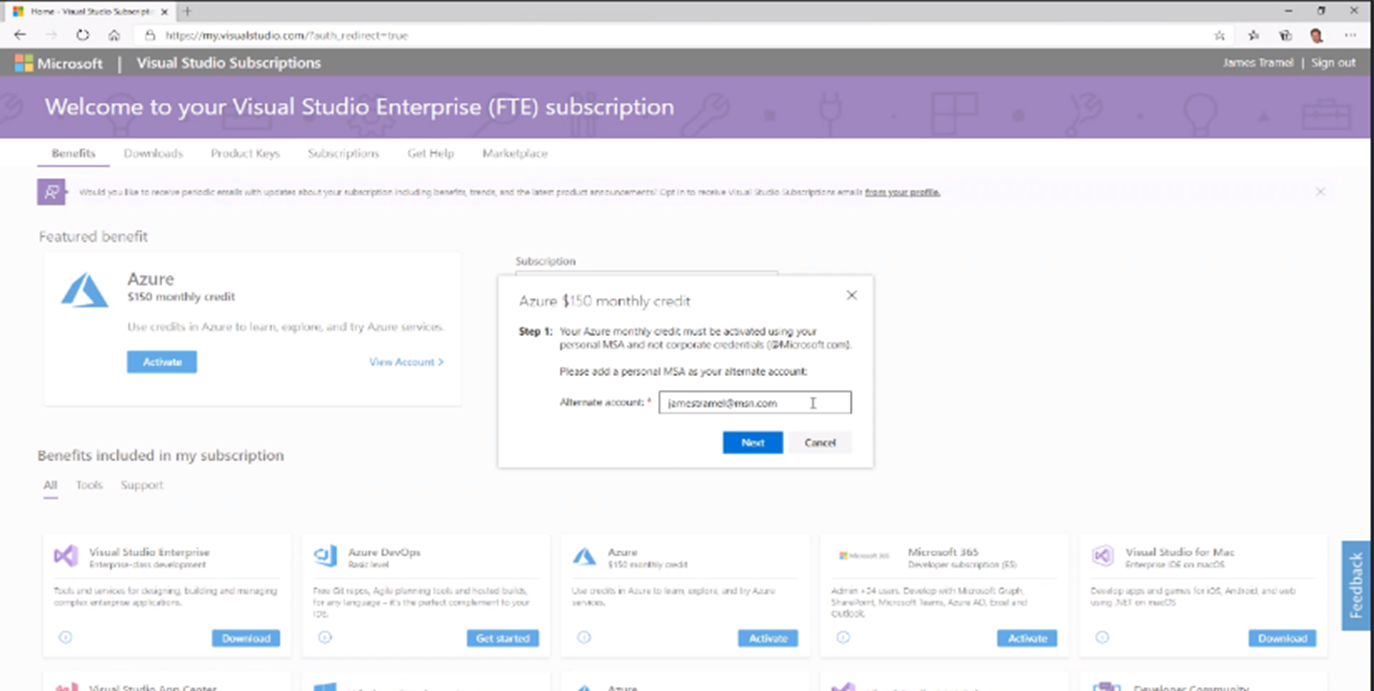 Home - Visual Studio Subscripti
https://my.visualstudio.com/?auth_redirect=true
Microsoft | Visual Studio Subscriptions
James Tramel | Sign out
Welcome to your Visual Studio Enterprise (FTE) subscription
Benefits Downloads Product Keys Subscriptions Get Help Marketplace
Would you like to receive periodic emails with updates about your subscription including benefits, trends, and the latest product announcements? Opt in to receive Visual Studio Subscriptions emails from your profile.
Featured benefit
Azure
$150 monthly credit
Use credits in Azure to learn, explore, and try Azure services.
Activate
View Account >
Subscription
Azure $150 monthly credit
Step 1: Your Azure monthly credit must be activated using your
personal MSA and not corporate credentials (@Microsoft.com).
Please add a personal MSA as your alternate account:
Alternate account: * jamestramel@msn.com
Next Cancel
Benefits included in my subscription
All Tools Support
Visual Studio Enterprise
Enterprise-class development
Tools and services for designing, building and managing
complex enterprise applications.
Download
Azure DevOps
Basic level
Free Git repos, Agile planning tools and hosted builds,
for any language – it's the perfect complement to your
IDE.
Get started
Azure
$150 monthly credit
Use credits in Azure to learn, explore, and try Azure
services.
Activate
Microsoft 365
Microsoft 365
Developer subscription (E5)
Admin +24 users. Develop with Microsoft Graph,
SharePoint, Microsoft Teams, Azure AD, Excel and
Outlook.
Activate
Visual Studio for Mac
Enterprise IDE on macOS
Develop apps and games for iOS, Android, and web
using .NET on macOS
Download
Feedback
Visual Studio App Center
Azure
Developer Community